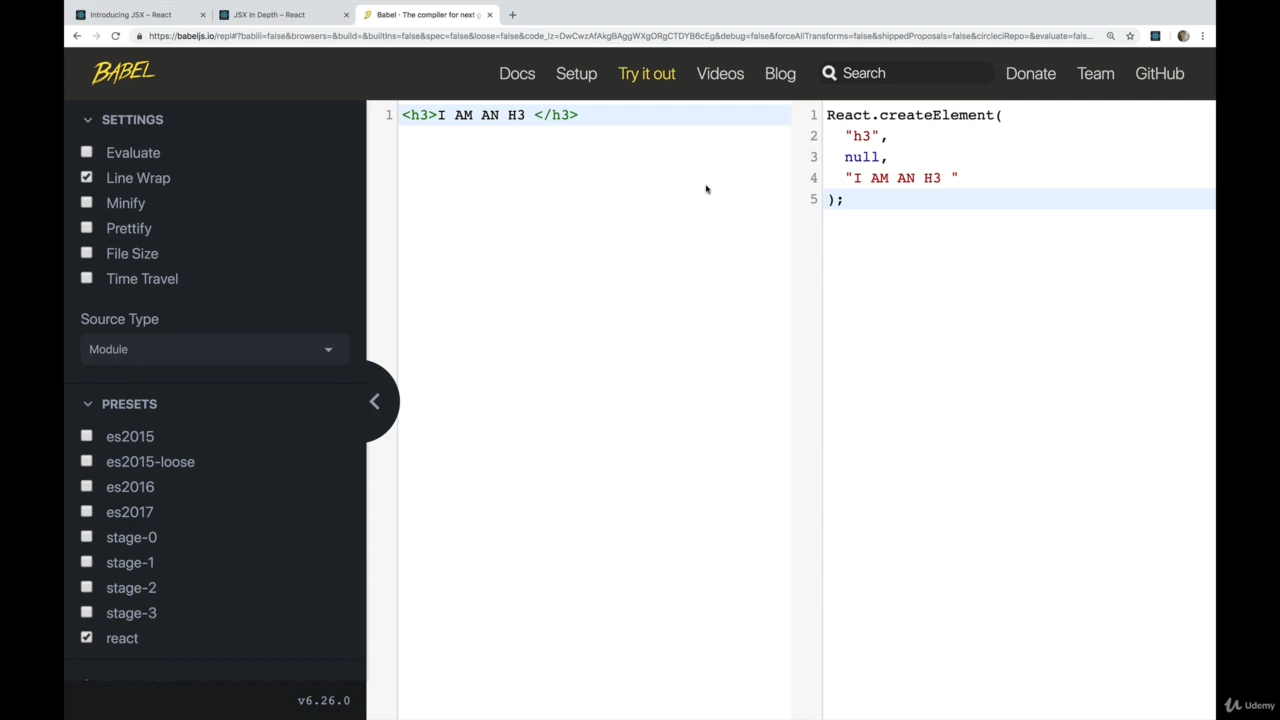 Introducing JSX – React
JSX In Depth – React
Babel · The compiler for next g
https://babeljs.io/repl#?babili=false&browsers=&build=&builtIns=false&spec=false&loose=false&code_lz=DwCwzAfAkgBAggWXgORgCTDYB6cEg&debug=false&forceAllTransforms=false&shippedProposals=false&circleciRepo=&evaluate=fals...
BABEL
Docs
Setup
Try it out
Videos
Blog
Search
Donate
Team
GitHub
SETTINGS
Evaluate
Line Wrap
Minify
Prettify
File Size
Time Travel
Source Type
Module
PRESETS
es2015
es2015-loose
es2016
es2017
stage-0
stage-1
stage-2
stage-3
react
v6.26.0
1 <h3>I AM AN H3 </h3>
1 React.createElement(
2 "h3",
3 null,
4 "I AM AN H3 "
5 );
Udemy